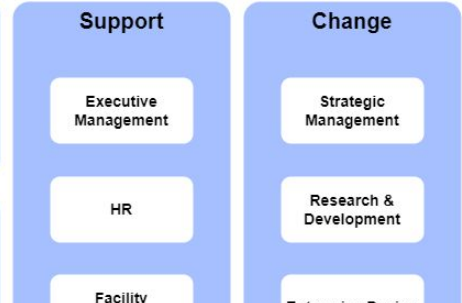 Support
Executive
Management
HR
Facility
Change
Strategic
Management
Research &
Development